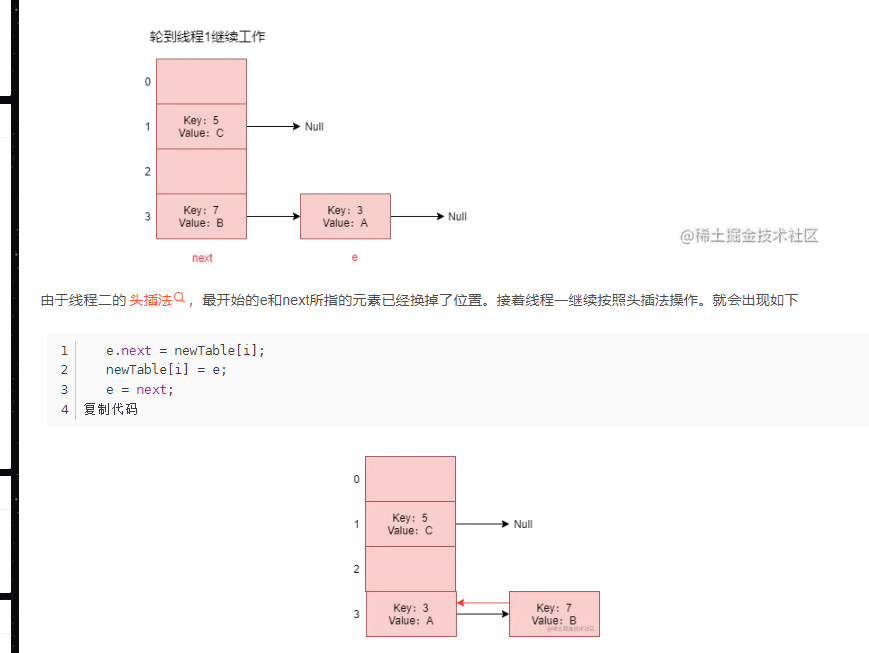 轮到线程1继续工作
0
Key: 5
Value: C
1
Null
2
3
Key: 7
Value: B
Key: 3
Value: A
Null
next
e
@稀土掘金技术社区
由于线程二的 头插法，最开始的e和next所指的元素已经换掉了位置。接着线程一继续按照头插法操作。就会出现如下
1 e.next = newTable[i];
2 newTable[i] = e;
3 e = next;
4 复制代码
0
Key: 5
Value: C
1
Null
2
3
Key: 3
Value: A
Key: 7
Value: B
@稀土掘金技术社区